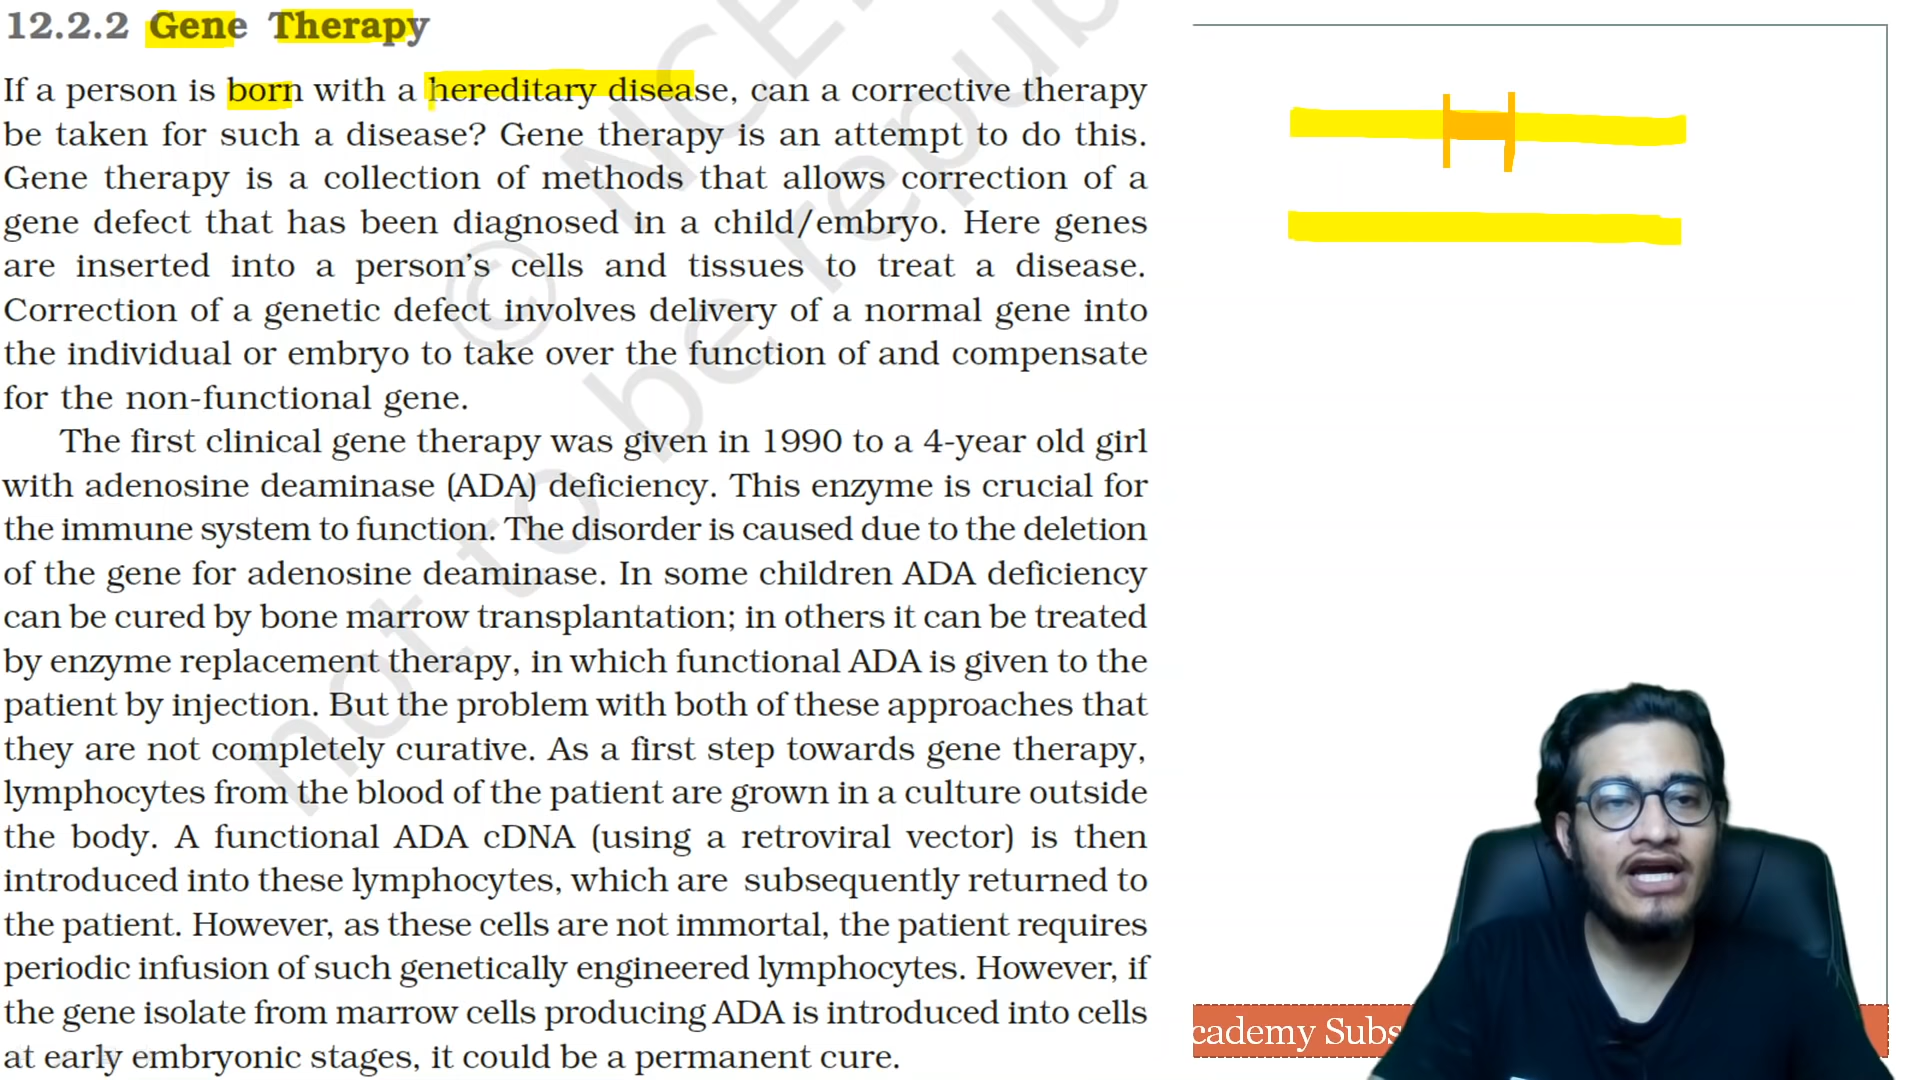 12.2.2 Gene Therapy
If a person is born with a hereditary disease, can a corrective therapy
be taken for such a disease? Gene therapy is an attempt to do this.
Gene therapy is a collection of methods that allows correction of a
gene defect that has been diagnosed in a child/embryo. Here genes
are inserted into a person's cells and tissues to treat a disease.
Correction of a genetic defect involves delivery of a normal gene into
the individual or embryo to take over the function of and compensate
for the non-functional gene.
The first clinical gene therapy was given in 1990 to a 4-year old girl
with adenosine deaminase (ADA) deficiency. This enzyme is crucial for
the immune system to function. The disorder is caused due to the deletion
of the gene for adenosine deaminase. In some children ADA deficiency
can be cured by bone marrow transplantation; in others it can be treated
by enzyme replacement therapy, in which functional ADA is given to the
patient by injection. But the problem with both of these approaches that
they are not completely curative. As a first step towards gene therapy,
lymphocytes from the blood of the patient are grown in a culture outside
the body. A functional ADA cDNA (using a retroviral vector) is then
introduced into these lymphocytes, which are subsequently returned to
the patient. However, as these cells are not immortal, the patient requires
periodic infusion of such genetically engineered lymphocytes. However, if
the gene isolate from marrow cells producing ADA is introduced into cells
at early embryonic stages, it could be a permanent cure.
© NCE
not to be repub
cademy Subs